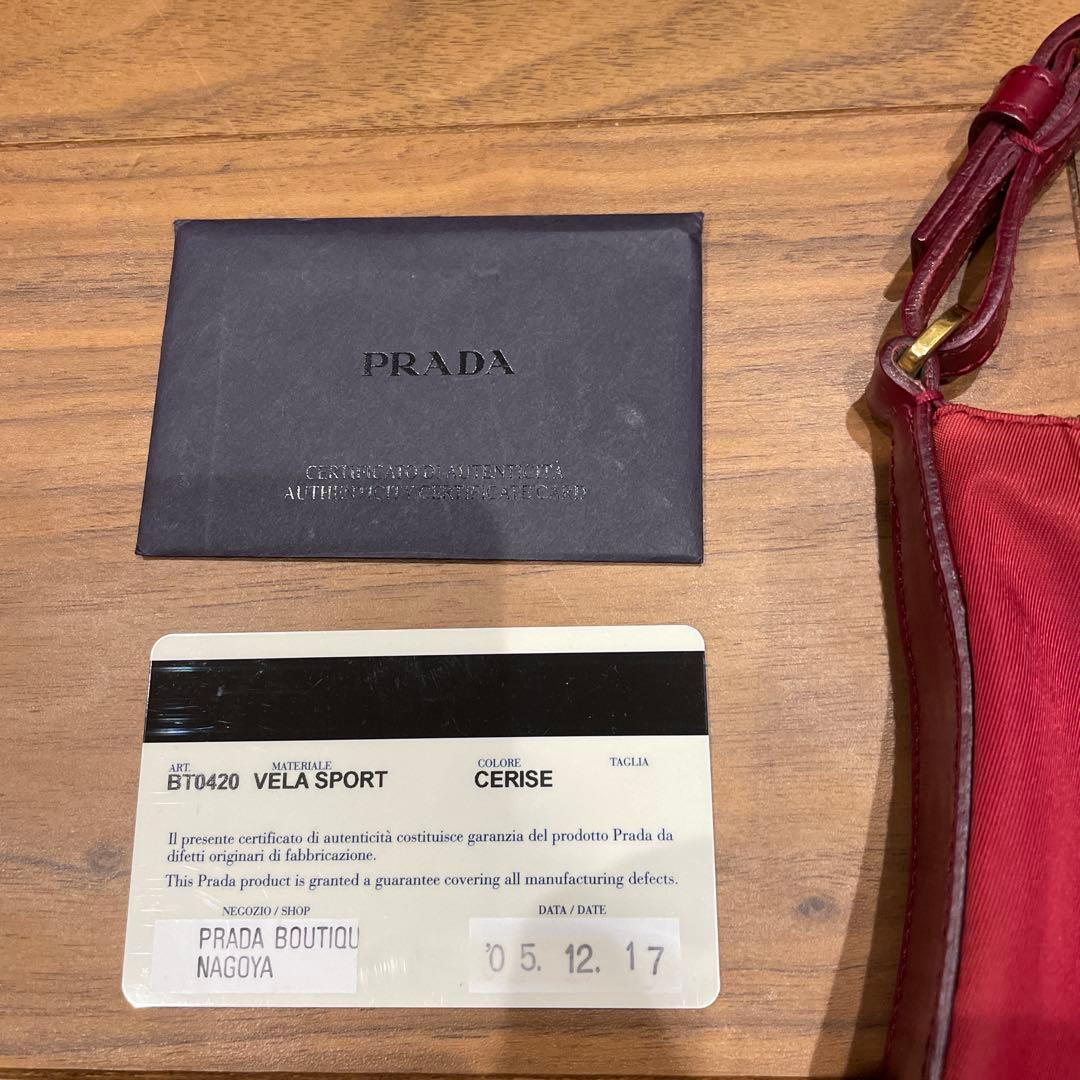 PRADA
CERTIFICATO DI AUTENTICITÀ
AUTHENTICITY CERTIFICATE CARD
ART. MATERIALE COLORE TAGLIA
BT0420 VELA SPORT CERISE
Il presente certificato di autenticità costituisce garanzia del prodotto Prada da
difetti originari di fabbricazione.
This Prada product is granted a guarantee covering all manufacturing defects.
NEGOZIO / SHOP DATA / DATE
PRADA BOUTIQU
NAGOYA
'05. 12. 17